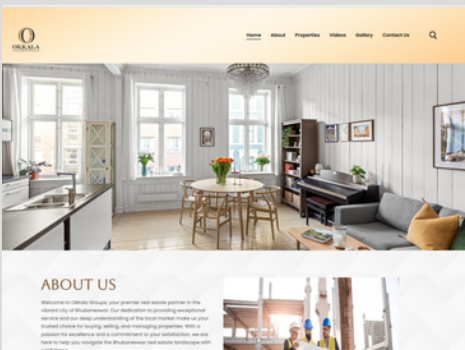 OKKALA
Home About Properties Videos Gallery Contact Us
ABOUT US
Welcome to Okkala Groups, your premier real estate partner in the
vibrant city of Bhubaneswar. Our dedication to providing exceptional
service and our deep understanding of the local market make us your
trusted choice for buying, selling, and managing properties. With a
passion for excellence and a commitment to your satisfaction, we are
here to help you navigate the Bhubaneswar real estate landscape with